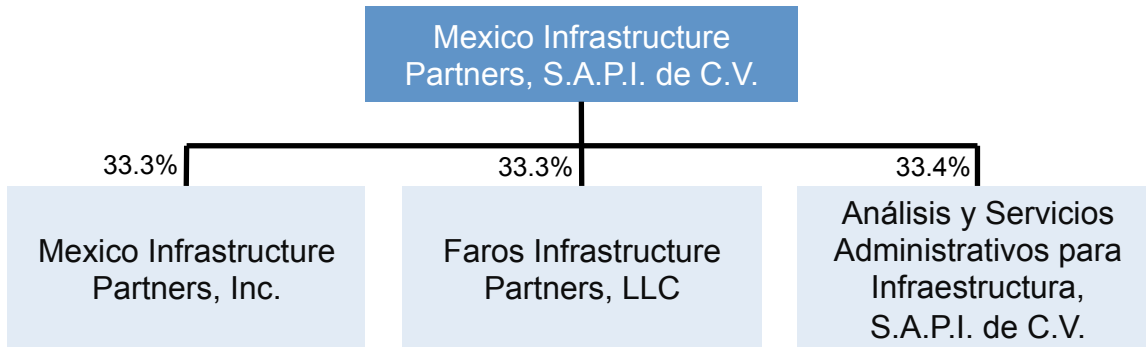 Mexico Infrastructure
Partners, S.A.P.I. de C.V.
33.3%
33.3%
33.4%
Mexico Infrastructure
Partners, Inc.
Faros Infrastructure
Partners, LLC
Análisis y Servicios
Administrativos para
Infraestructura,
S.A.P.I. de C.V.